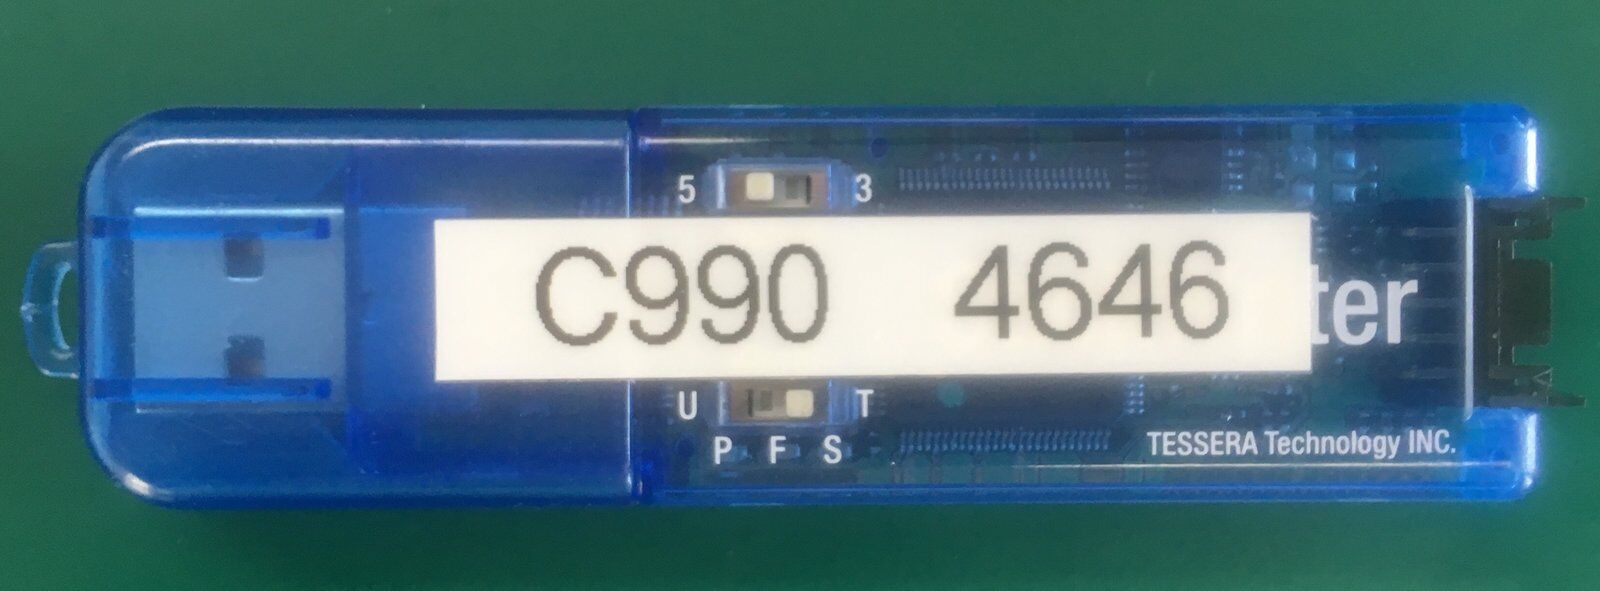 5 3
C990 4646
ter
U T
P F S
TESSERA Technology INC.